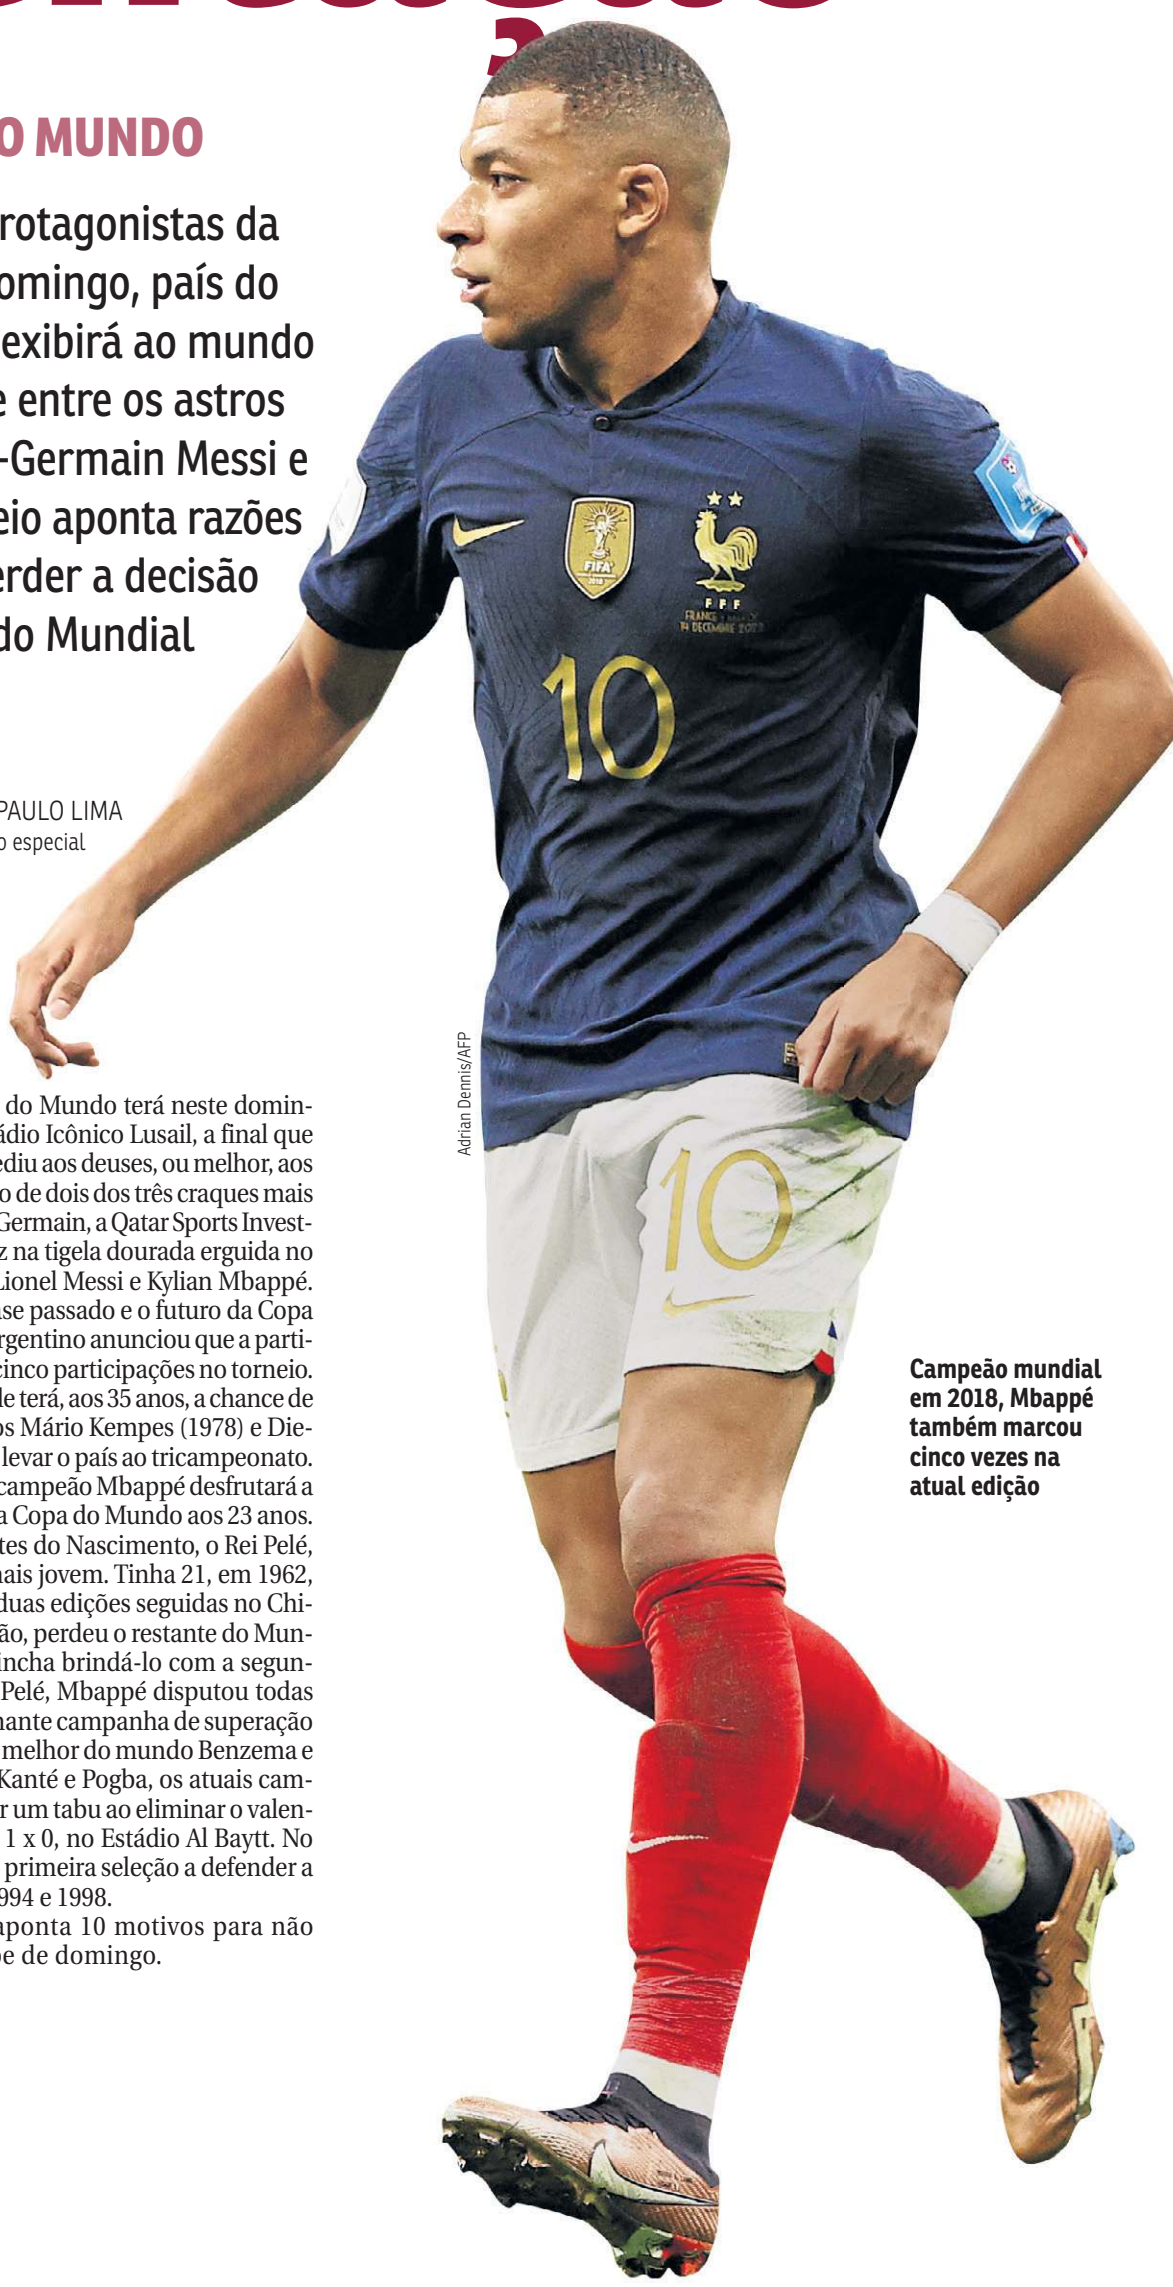 O MUNDO
rotagonistas da
omingo, país do
exibirá ao mundo
e entre os astros
-Germain Messi e
eio aponta razões
erder a decisão
do Mundial
PAULO LIMA
o especial
do Mundo terá neste domin-
ádio Icônico Lusail, a final que
ediu aos deuses, ou melhor, aos
o de dois dos três craques mais
Germain, a Qatar Sports Invest-
z na tigela dourada erguida no
Lionel Messi e Kylian Mbappé.
ase passado e o futuro da Copa
rgentino anunciou que a parti-
cinco participações no torneio.
le terá, aos 35 anos, a chance de
os Mário Kempes (1978) e Die-
levar o país ao tricampeonato.
campeão Mbappé desfrutará a
a Copa do Mundo aos 23 anos.
tes do Nascimento, o Rei Pelé,
mais jovem. Tinha 21, em 1962,
duas edições seguidas no Chi-
ão, perdeu o restante do Mun-
incha brindá-lo com a segun-
Pelé, Mbappé disputou todas
nante campanha de superação
melhor do mundo Benzema e
Kanté e Pogba, os atuais cam-
r um tabu ao eliminar o valen-
1 x 0, no Estádio Al Baytt. No
primeira seleção a defender a
994 e 1998.
aponta 10 motivos para não
pe de domingo.
Adrian Dennis/AFP
FIFA
2018
FFF
FRANCE
14 DECEMBRE 2022
10
10
Campeão mundial
em 2018, Mbappé
também marcou
cinco vezes na
atual edição